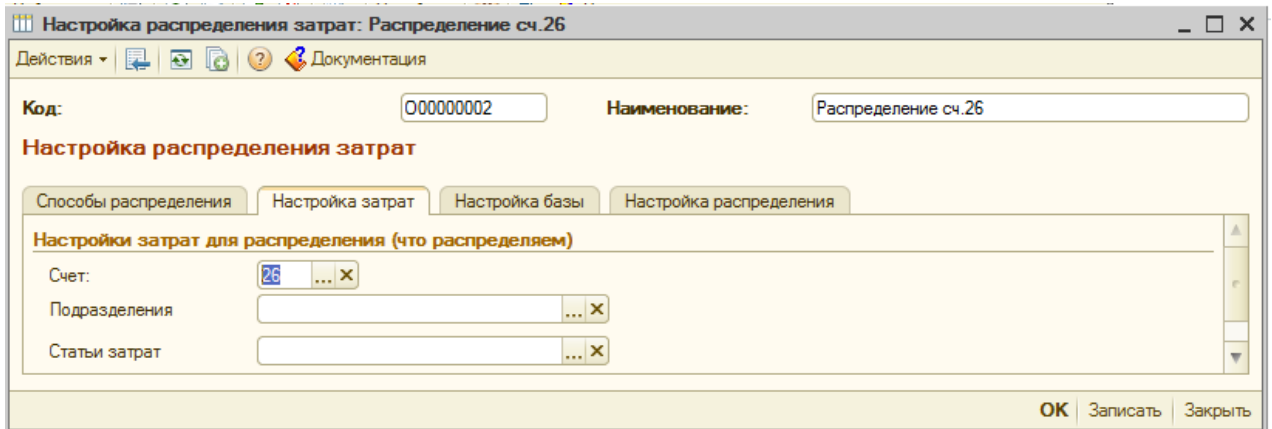 Настройка распределения затрат: Распределение сч.26
Действия Документация
Код: О00000002 Наименование: Распределение сч.26
Настройка распределения затрат
Способы распределения Настройка затрат Настройка базы Настройка распределения
Настройки затрат для распределения (что распределяем)
Счет: 26 ... ×
Подразделения ... ×
Статьи затрат ... ×
OK Записать Закрыть